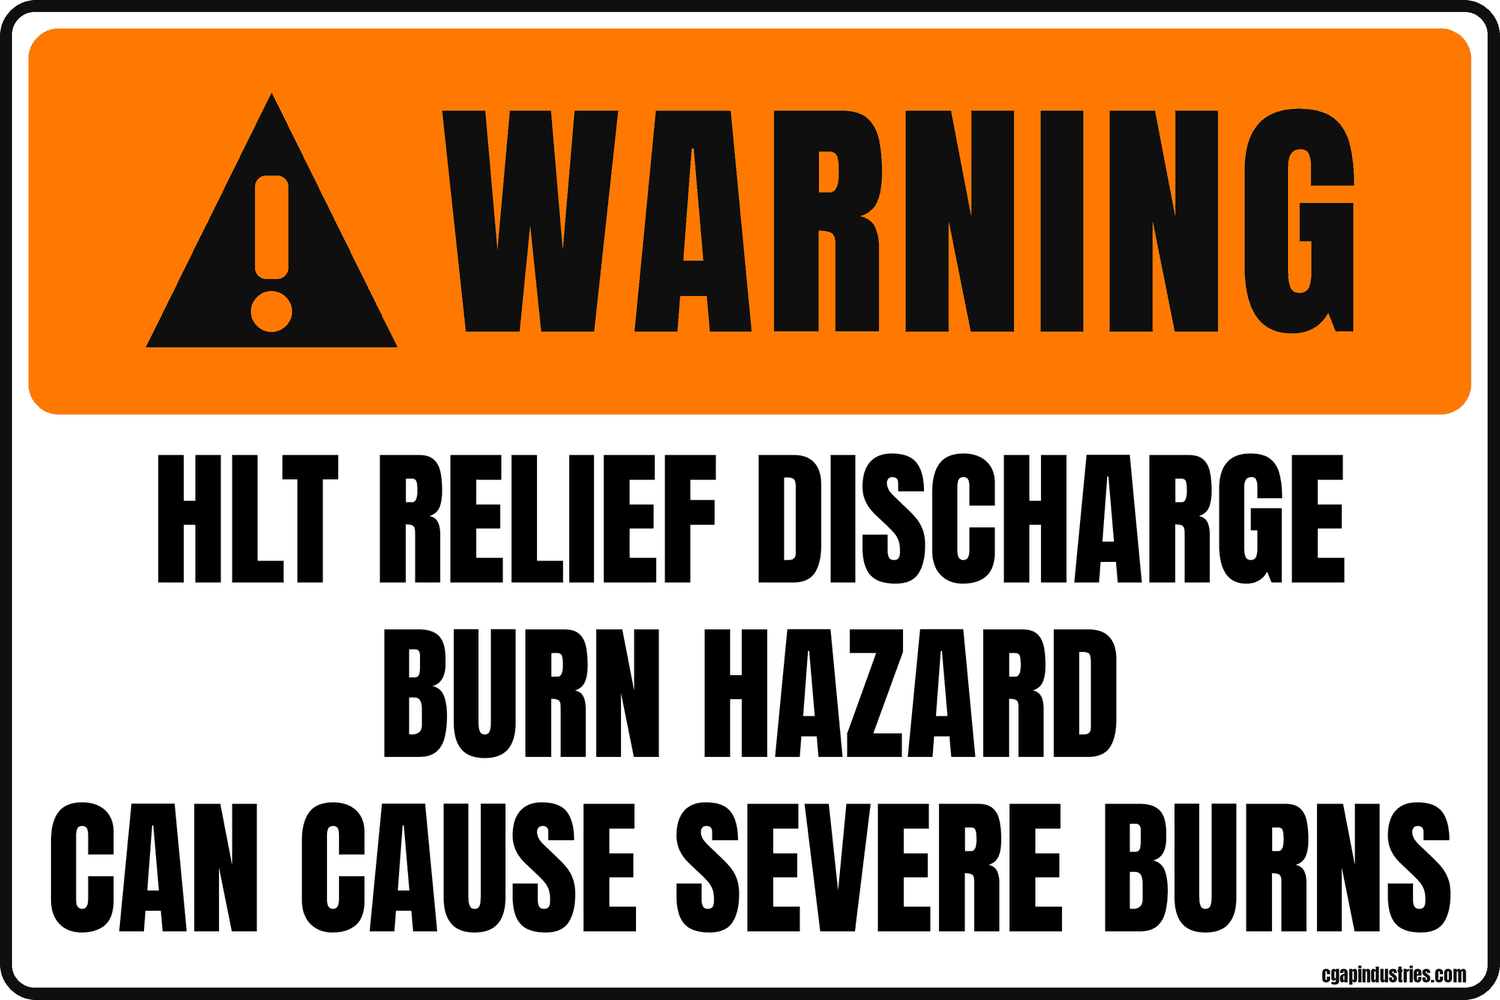 WARNING
HLT RELIEF DISCHARGE
BURN HAZARD
CAN CAUSE SEVERE BURNS
cgapindustries.com